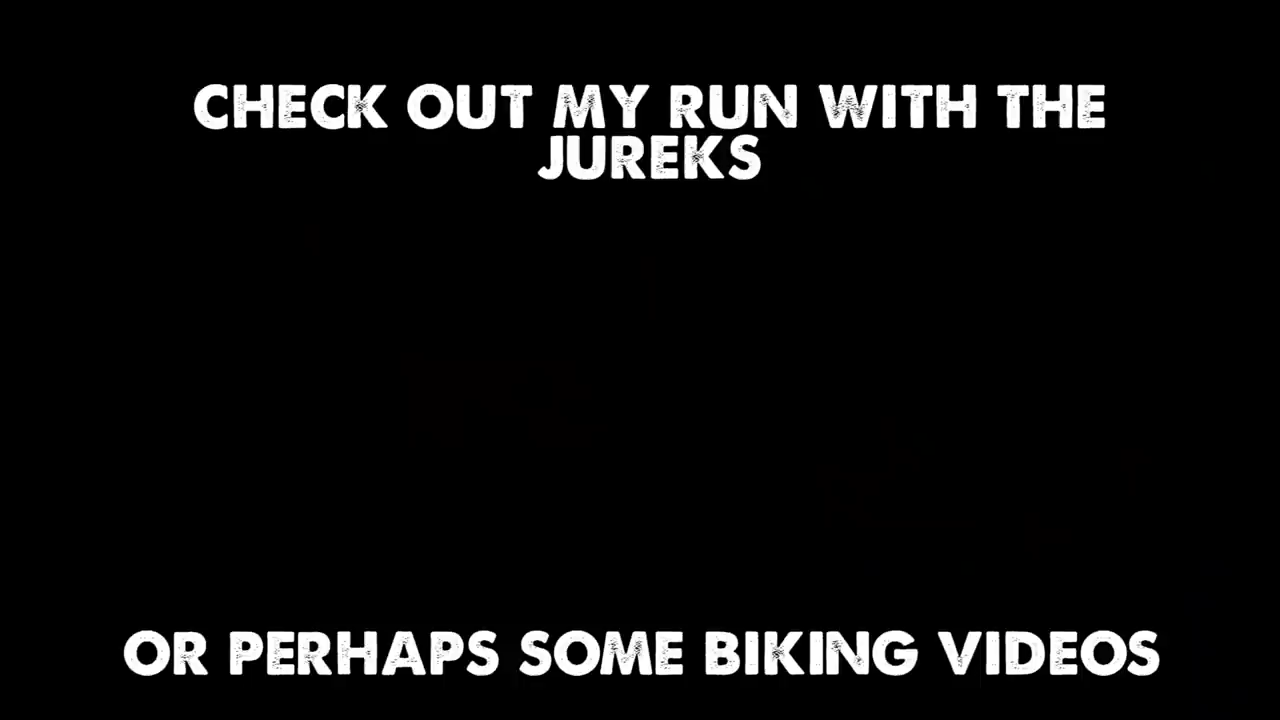 CHECK OUT MY RUN WITH THE
JUREKS
OR PERHAPS SOME BIKING VIDEOS